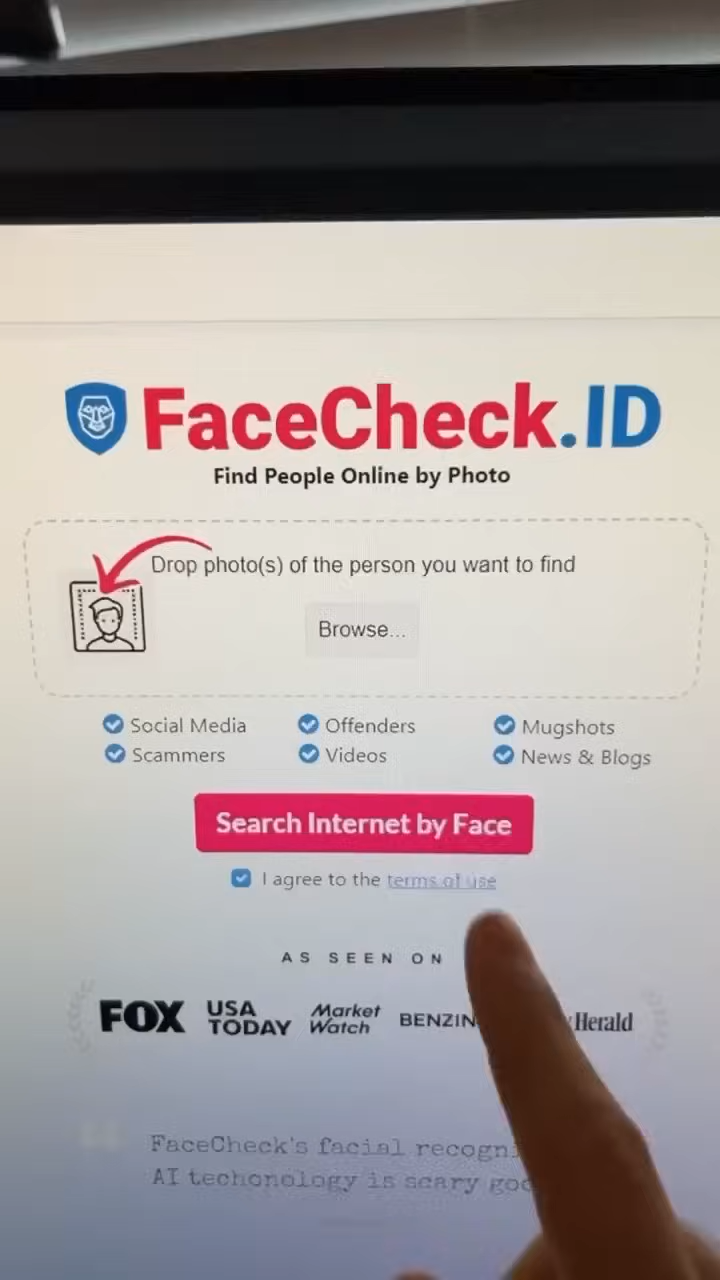 FaceCheck.ID
Find People Online by Photo
Drop photo(s) of the person you want to find
Browse...
Social Media Offenders Mugshots
Scammers Videos News & Blogs
Search Internet by Face
I agree to the terms of use
AS SEEN ON
FOX USA TODAY Market Watch BENZIN Herald
FaceCheck's facial recogni
AI techonology is scary goo